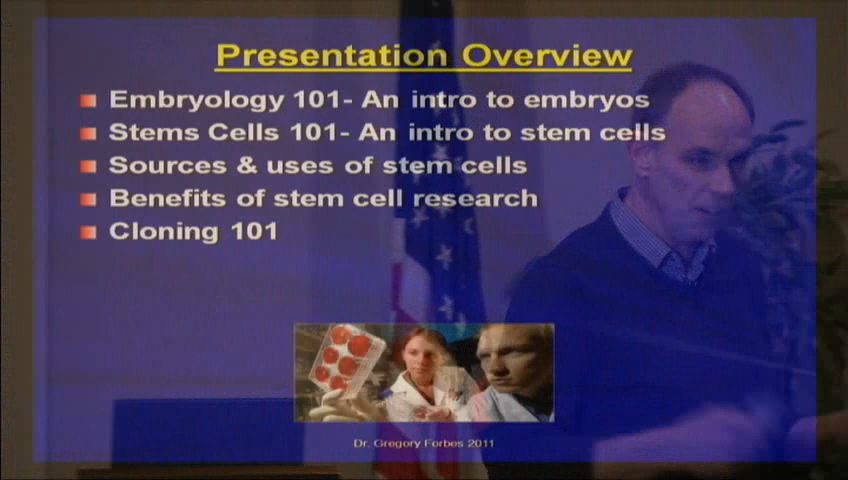 Presentation Overview
Embryology 101- An intro to embryos
Stems Cells 101- An intro to stem cells
Sources & uses of stem cells
Benefits of stem cell research
Cloning 101
Dr. Gregory Forbes 2011